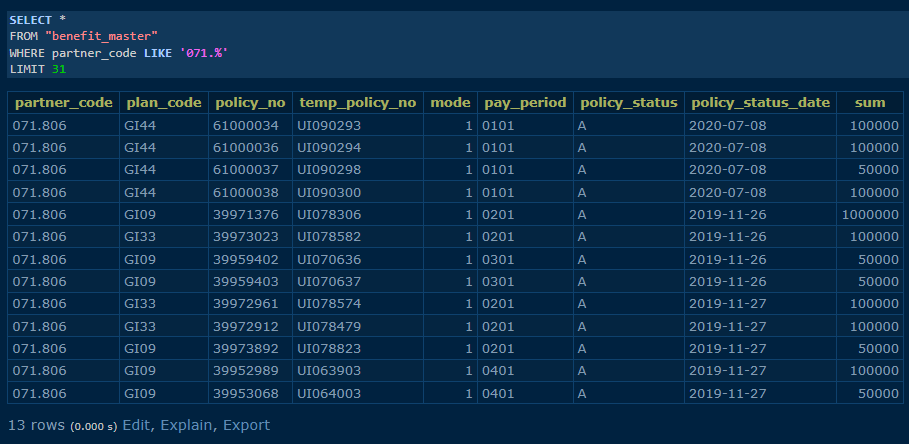 SELECT *
FROM "benefit_master"
WHERE partner_code LIKE '071.%'
LIMIT 31
partner_code plan_code policy_no temp_policy_no mode pay_period policy_status policy_status_date sum
071.806 GI44 61000034 UI090293 1 0101 A 2020-07-08 100000
071.806 GI44 61000036 UI090294 1 0101 A 2020-07-08 100000
071.806 GI44 61000037 UI090298 1 0101 A 2020-07-08 50000
071.806 GI44 61000038 UI090300 1 0101 A 2020-07-08 100000
071.806 GI09 39971376 UI078306 1 0201 A 2019-11-26 1000000
071.806 GI33 39973023 UI078582 1 0201 A 2019-11-26 100000
071.806 GI09 39959402 UI070636 1 0301 A 2019-11-26 50000
071.806 GI09 39959403 UI070637 1 0301 A 2019-11-26 50000
071.806 GI33 39972961 UI078574 1 0201 A 2019-11-27 100000
071.806 GI33 39972912 UI078479 1 0201 A 2019-11-27 100000
071.806 GI09 39973892 UI078823 1 0201 A 2019-11-27 50000
071.806 GI09 39952989 UI063903 1 0401 A 2019-11-27 100000
071.806 GI09 39953068 UI064003 1 0401 A 2019-11-27 50000
13 rows (0.000 s) Edit, Explain, Export